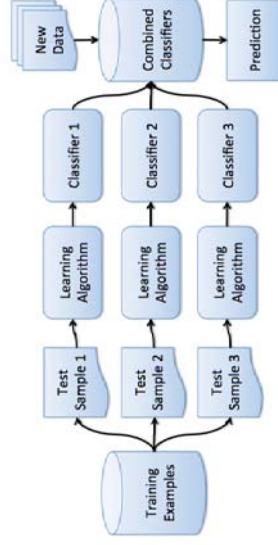 Training
Examples
Test
Sample 1
Test
Sample 2
Test
Sample 3
Learning
Algorithm
Learning
Algorithm
Learning
Algorithm
Classifier 1
Classifier 2
Classifier 3
New
Data
Combined
Classifiers
Prediction